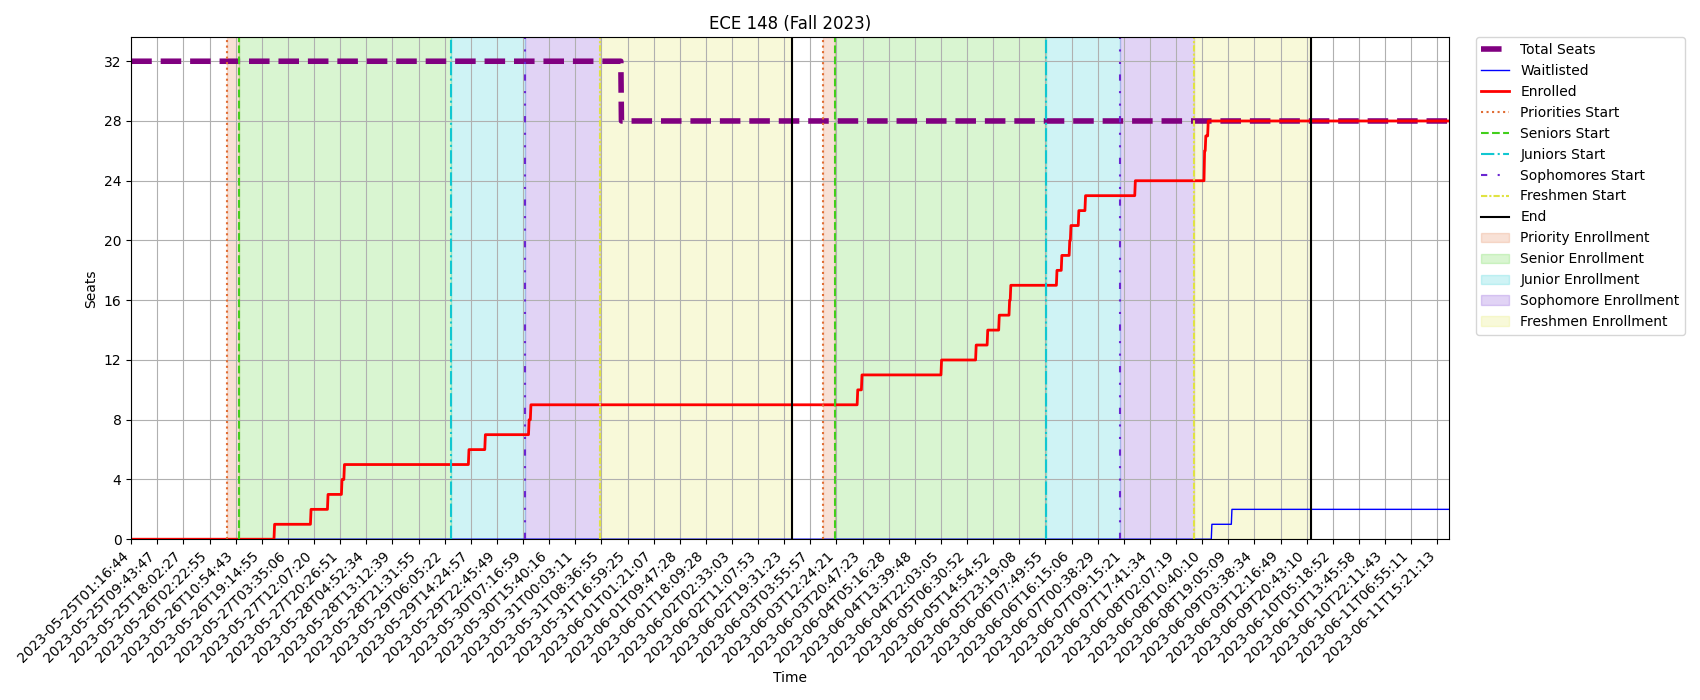 ECE 148 (Fall 2023)
Seats
32
28
24
20
16
12
8
4
0
2023-05-25T01:16:44
2023-05-25T09:43:47
2023-05-25T18:02:27
2023-05-26T02:22:55
2023-05-26T10:54:43
2023-05-26T19:14:55
2023-05-27T03:35:06
2023-05-27T12:07:20
2023-05-27T20:26:51
2023-05-28T04:52:34
2023-05-28T13:12:39
2023-05-28T21:31:55
2023-05-29T06:05:22
2023-05-29T14:24:57
2023-05-29T22:45:49
2023-05-30T07:16:59
2023-05-30T15:40:16
2023-05-31T00:03:11
2023-05-31T08:36:55
2023-05-31T16:59:25
2023-06-01T01:21:07
2023-06-01T09:47:28
2023-06-01T18:09:28
2023-06-02T02:33:03
2023-06-02T11:07:53
2023-06-02T19:31:23
2023-06-03T03:55:57
2023-06-03T12:24:21
2023-06-03T20:47:23
2023-06-04T05:16:28
2023-06-04T13:39:48
2023-06-04T22:03:05
2023-06-05T06:30:52
2023-06-05T14:54:52
2023-06-05T23:19:08
2023-06-06T07:49:55
2023-06-06T16:15:06
2023-06-07T00:38:29
2023-06-07T09:15:21
2023-06-07T17:41:34
2023-06-08T02:07:19
2023-06-08T10:40:16
2023-06-08T19:05:09
2023-06-09T03:38:34
2023-06-09T12:16:49
2023-06-09T20:43:10
2023-06-10T05:18:52
2023-06-10T13:45:58
2023-06-10T22:11:43
2023-06-11T06:55:11
2023-06-11T15:21:13
Time
Total Seats
Waitlisted
Enrolled
Priorities Start
Seniors Start
Juniors Start
Sophomores Start
Freshmen Start
End
Priority Enrollment
Senior Enrollment
Junior Enrollment
Sophomore Enrollment
Freshmen Enrollment